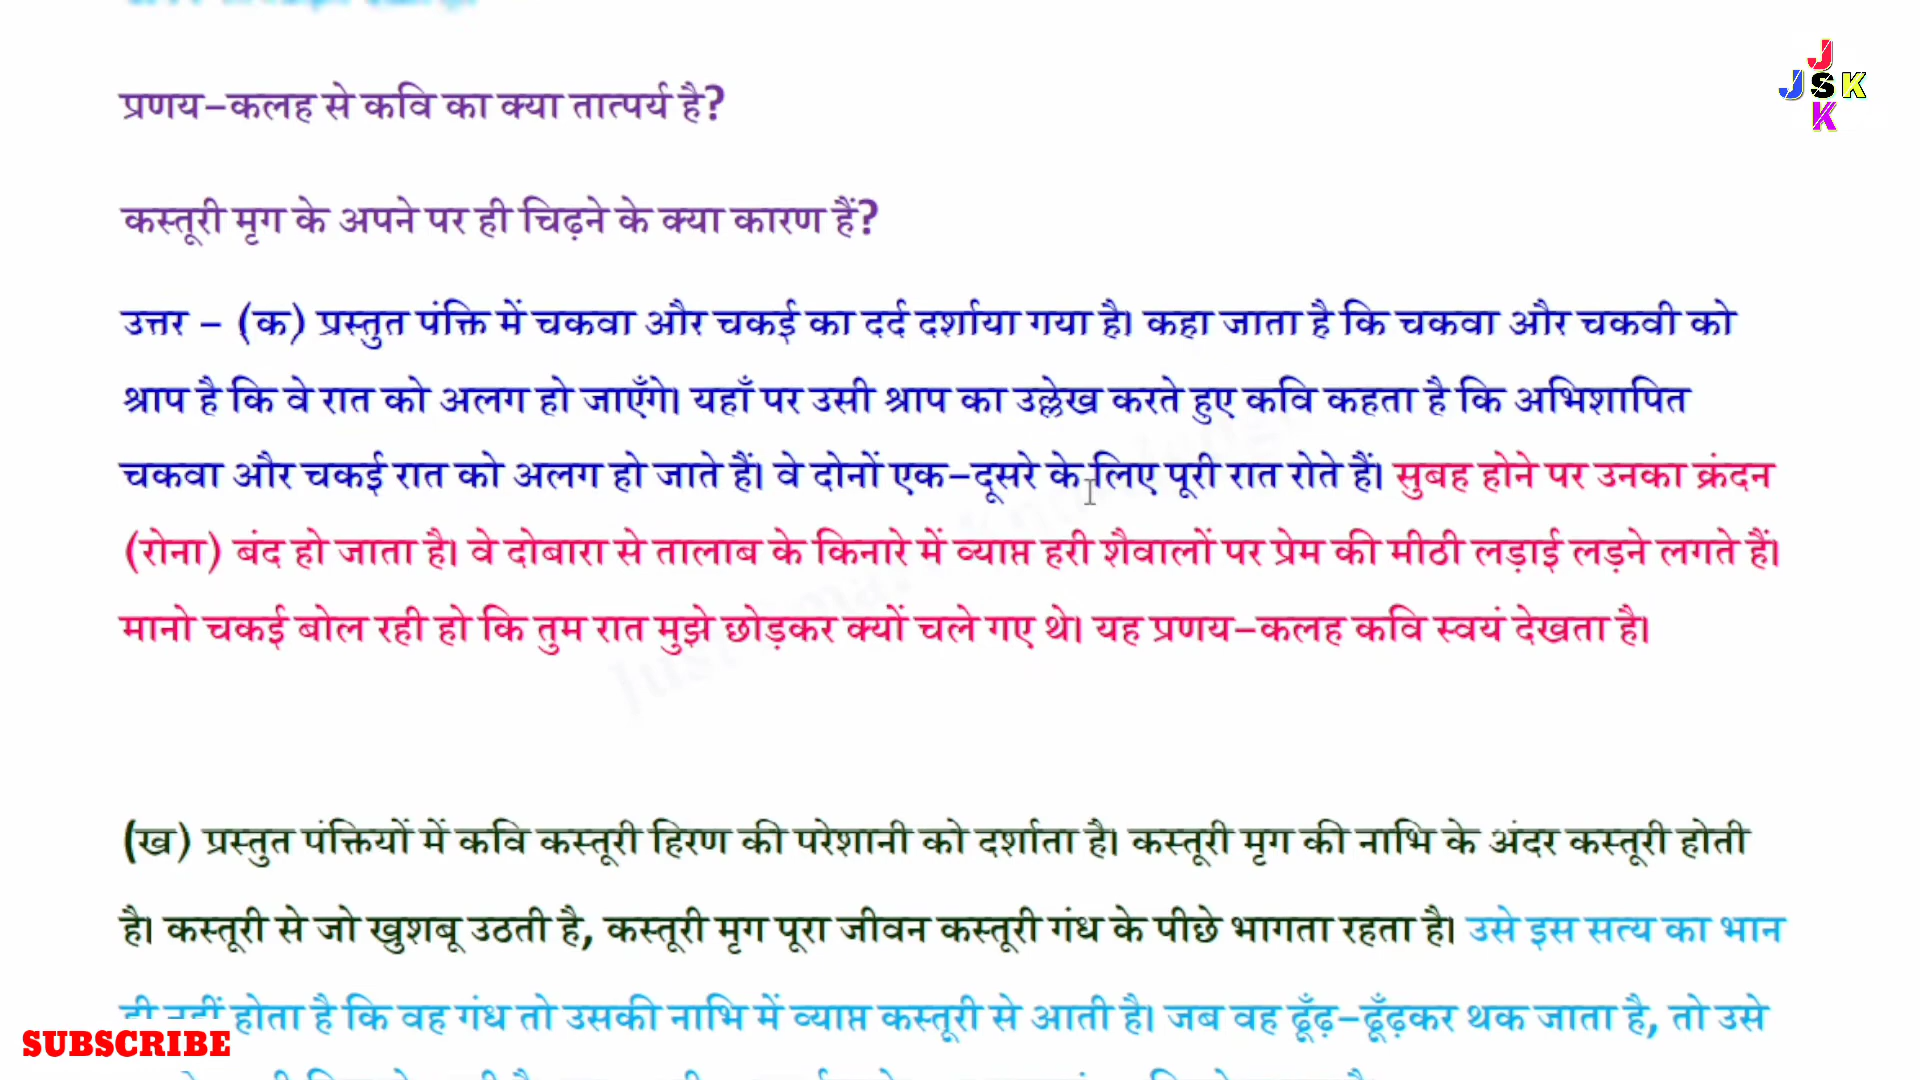 J
J S K
K
प्रणय-कलह से कवि का क्या तात्पर्य है?
कस्तूरी मृग के अपने पर ही चिढ़ने के क्या कारण हैं?
उत्तर - (क) प्रस्तुत पंक्ति में चकवा और चकई का दर्द दर्शाया गया है। कहा जाता है कि चकवा और चकवी को
श्राप है कि वे रात को अलग हो जाएँगे। यहाँ पर उसी श्राप का उल्लेख करते हुए कवि कहता है कि अभिशापित
चकवा और चकई रात को अलग हो जाते हैं। वे दोनों एक-दूसरे के लिए पूरी रात रोते हैं। सुबह होने पर उनका क्रंदन
(रोना) बंद हो जाता है। वे दोबारा से तालाब के किनारे में व्याप्त हरी शैवालों पर प्रेम की मीठी लड़ाई लड़ने लगते हैं।
मानो चकई बोल रही हो कि तुम रात मुझे छोड़कर क्यों चले गए थे। यह प्रणय-कलह कवि स्वयं देखता है।
(ख) प्रस्तुत पंक्तियों में कवि कस्तूरी हिरण की परेशानी को दर्शाता है। कस्तूरी मृग की नाभि के अंदर कस्तूरी होती
है। कस्तूरी से जो खुशबू उठती है, कस्तूरी मृग पूरा जीवन कस्तूरी गंध के पीछे भागता रहता है। उसे इस सत्य का भान
ही नहीं होता है कि वह गंध तो उसकी नाभि में व्याप्त कस्तूरी से आती है। जब वह ढूँढ़-ढूँढ़कर थक जाता है, तो उसे
SUBSCRIBE